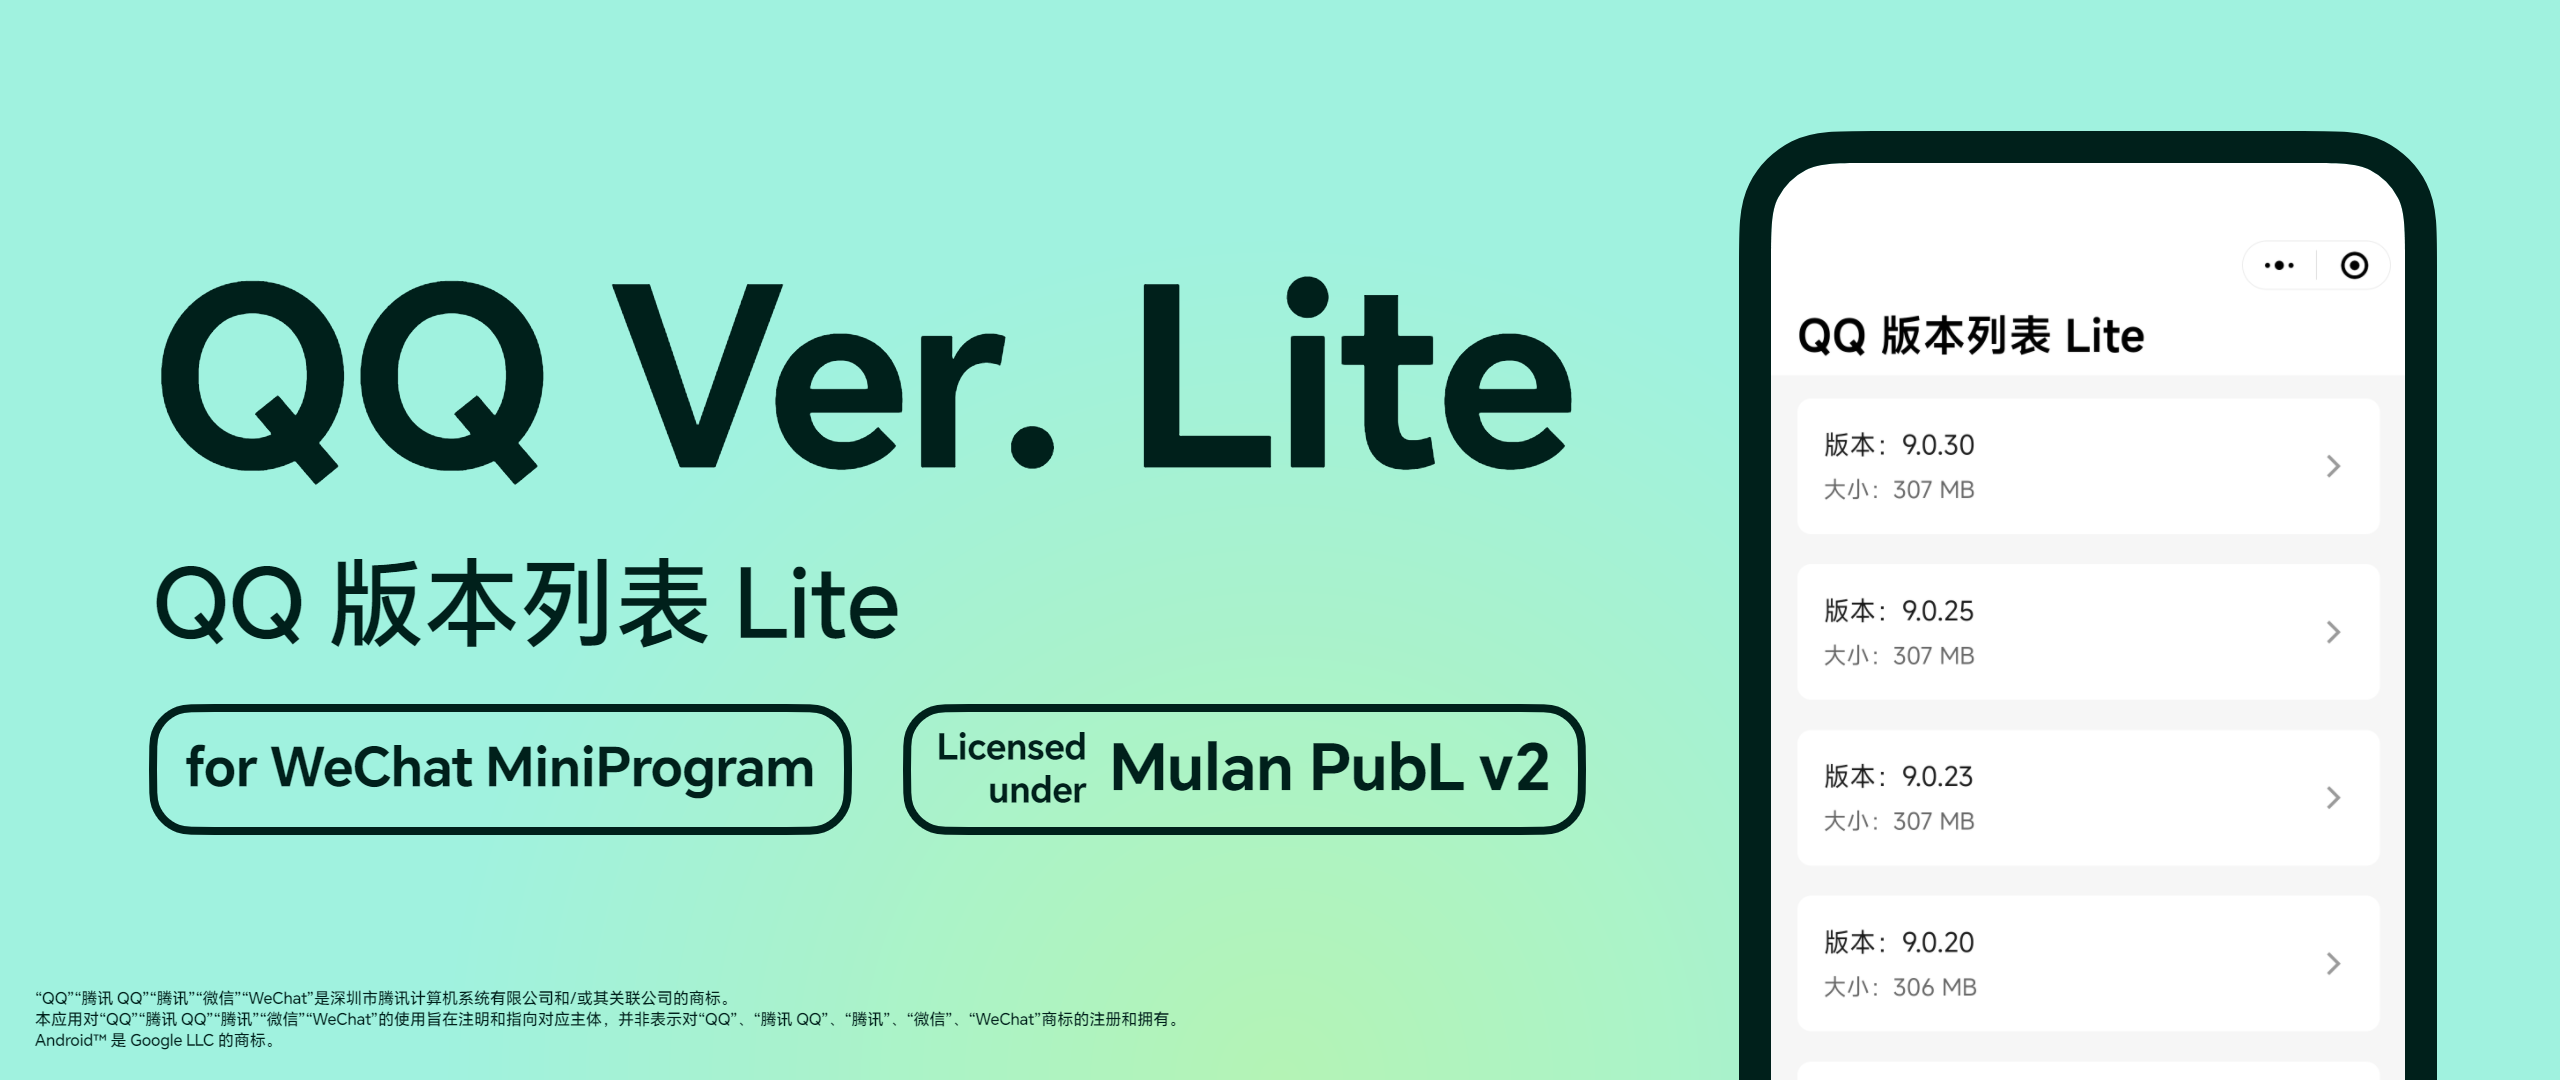 QQ Ver. Lite
QQ 版本列表 Lite
for WeChat MiniProgram
Licensed
under
Mulan PubL v2
“QQ”“腾讯 QQ”“腾讯”“微信”“WeChat”是深圳市腾讯计算机系统有限公司和/或其关联公司的商标。
本应用对“QQ”“腾讯 QQ”“腾讯”“微信”“WeChat”的使用旨在注明和指向对应主体，并非表示对“QQ”、“腾讯 QQ”、“腾讯”、“微信”、“WeChat”商标的注册和拥有。
Android™ 是 Google LLC 的商标。
QQ 版本列表 Lite
版本：9.0.30
大小：307 MB
版本：9.0.25
大小：307 MB
版本：9.0.23
大小：307 MB
版本：9.0.20
大小：306 MB